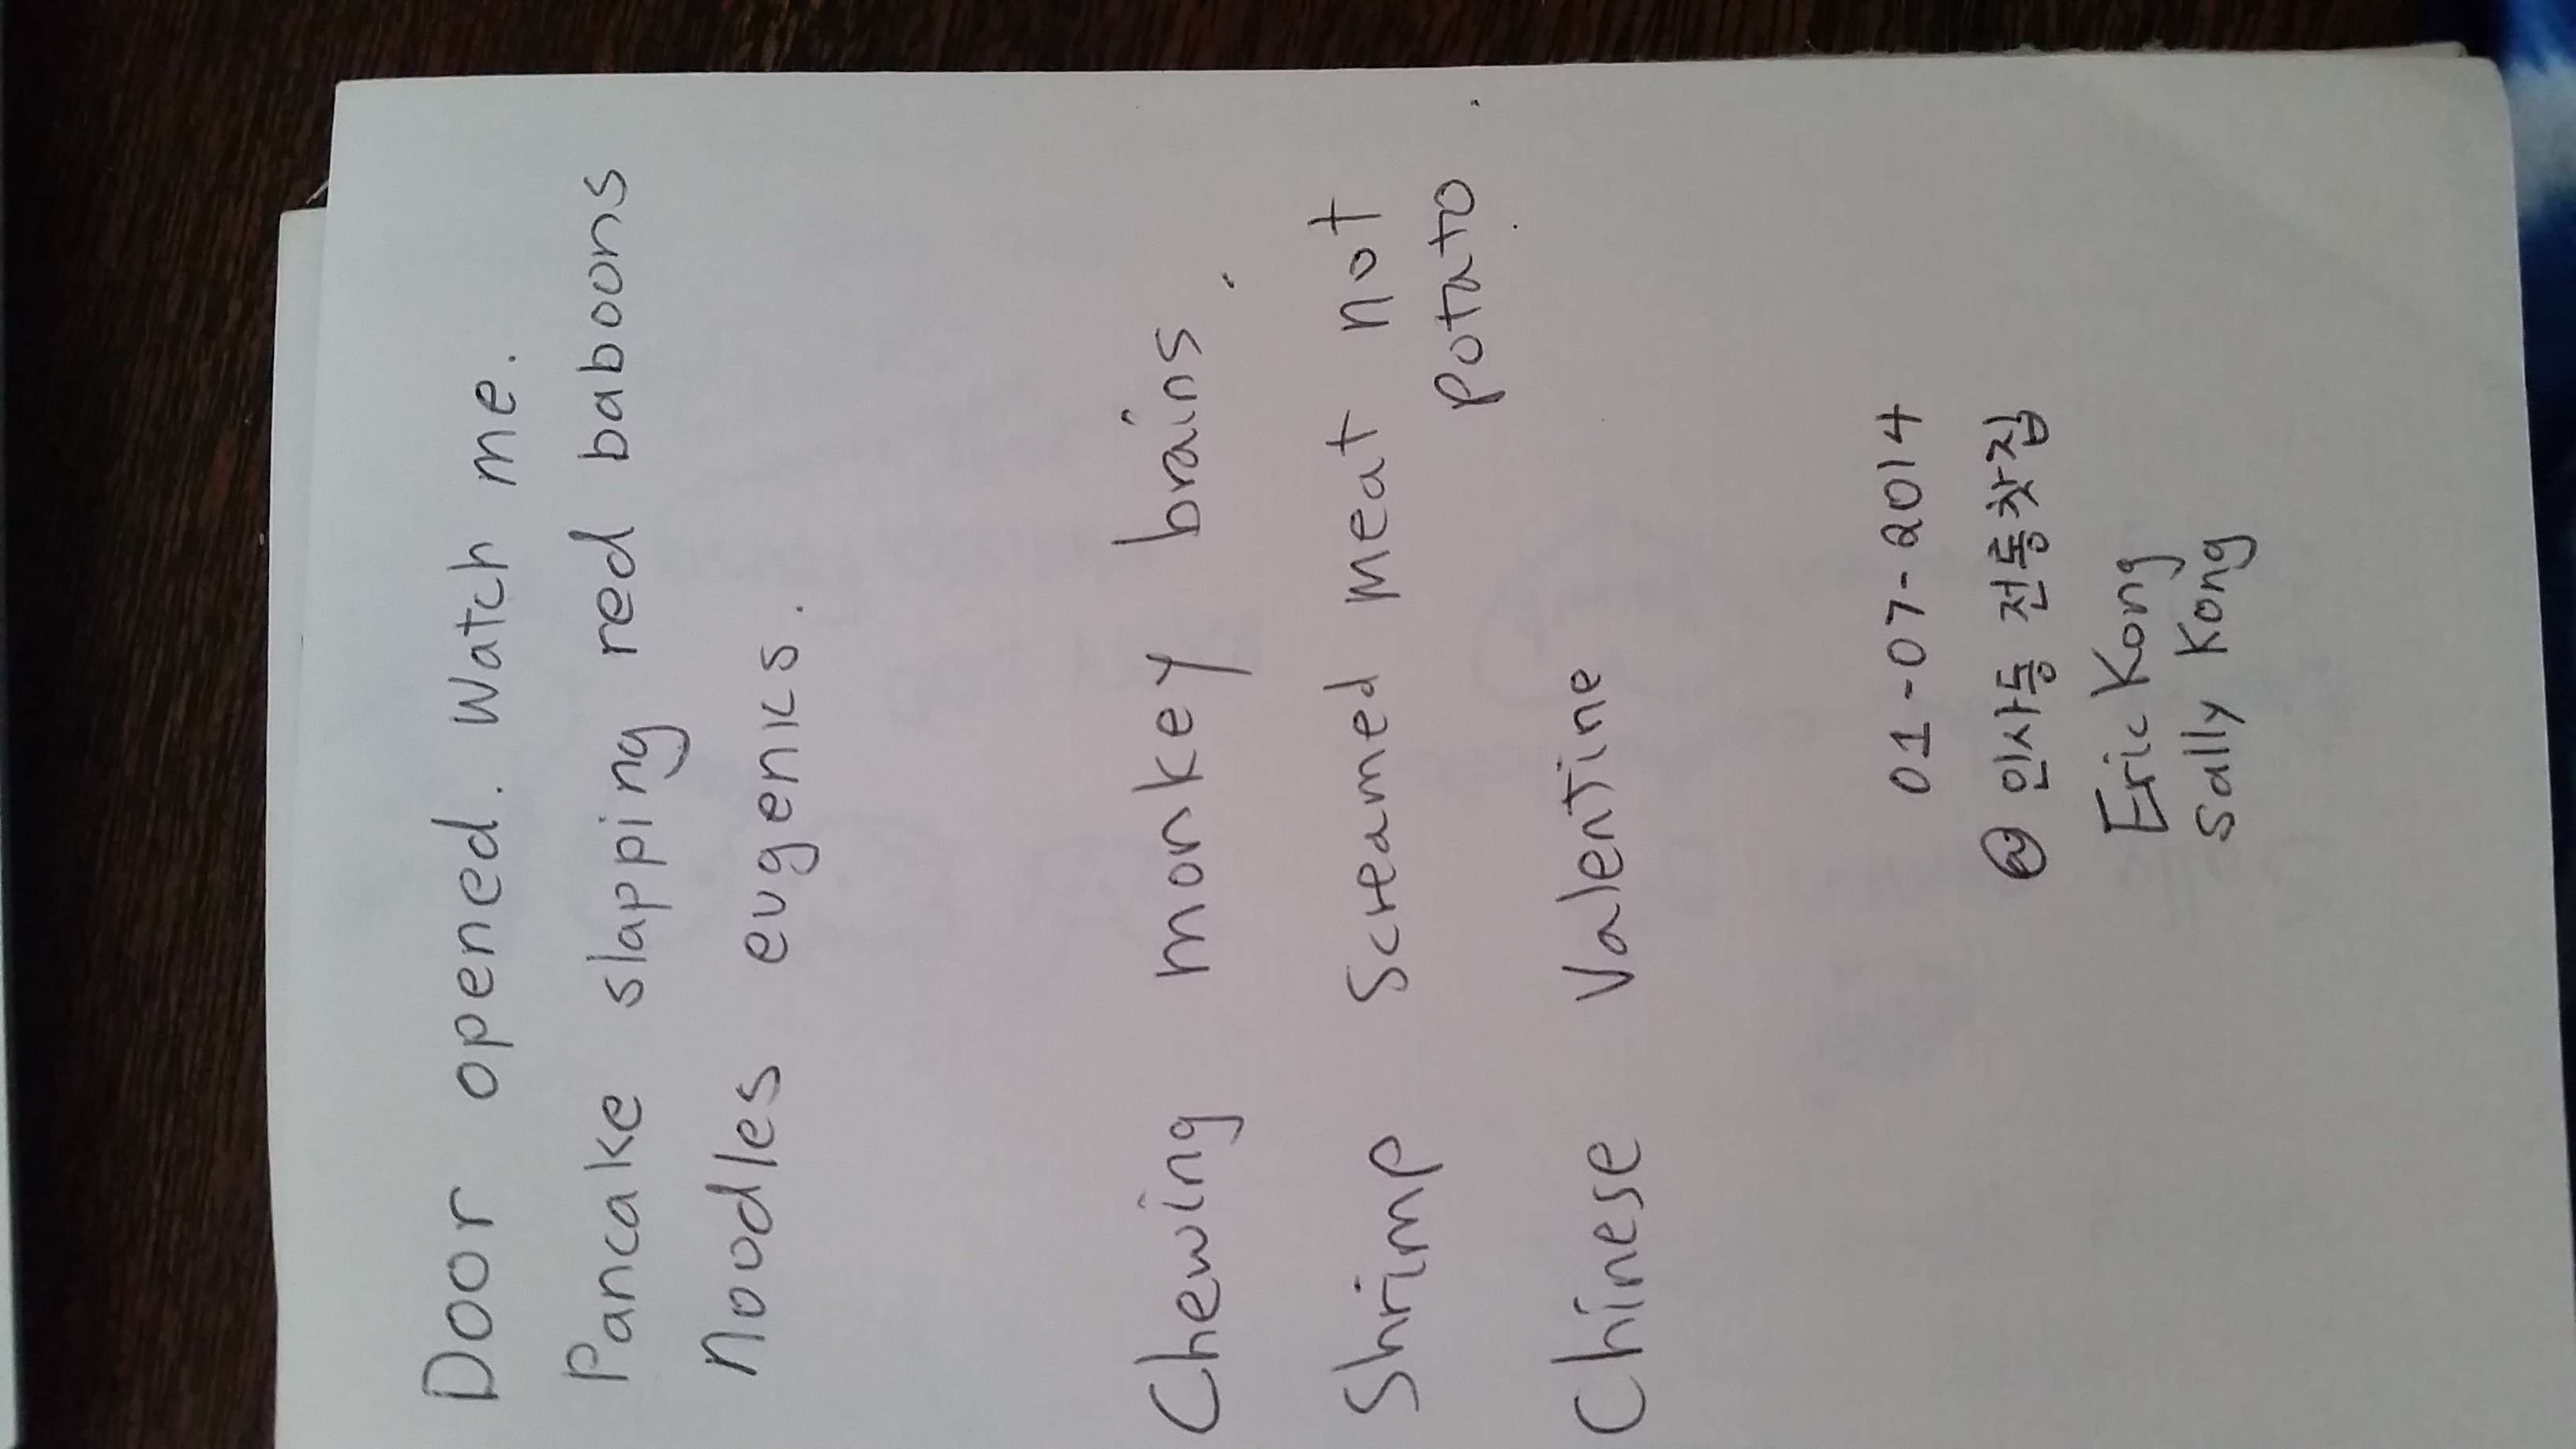 Door opened. Watch me.
Pancake slapping red baboons
Noodles eugenics.
Chewing monkey brains.
Shrimp screamed meat not
potato.
Chinese Valentine
01-07-2014
@ 인사동 전통찻집
Eric Kong
Sally Kong